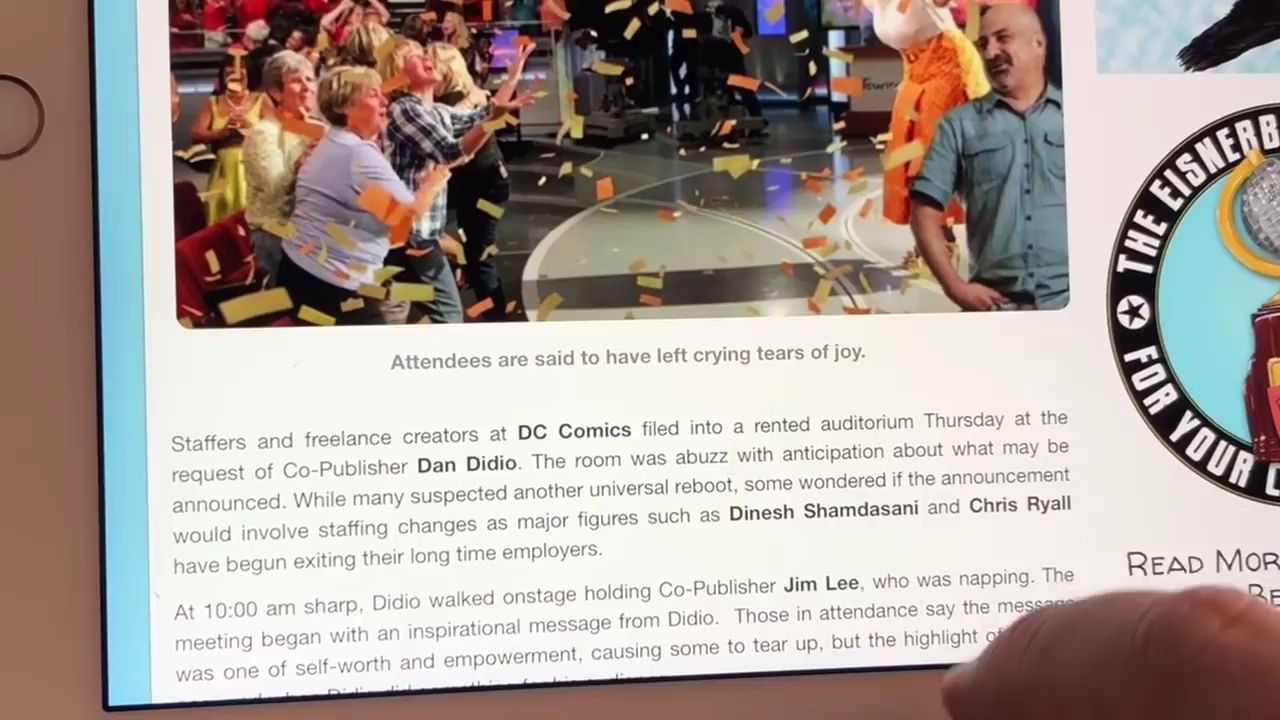 Tourin
THE EISNERB
FOR YOUR C
Attendees are said to have left crying tears of joy.
Staffers and freelance creators at DC Comics filed into a rented auditorium Thursday at the
request of Co-Publisher Dan Didio. The room was abuzz with anticipation about what may be
announced. While many suspected another universal reboot, some wondered if the announcement
would involve staffing changes as major figures such as Dinesh Shamdasani and Chris Ryall
have begun exiting their long time employers.
At 10:00 am sharp, Didio walked onstage holding Co-Publisher Jim Lee, who was napping. The
meeting began with an inspirational message from Didio. Those in attendance say the message
was one of self-worth and empowerment, causing some to tear up, but the highlight of
READ MOR
BE